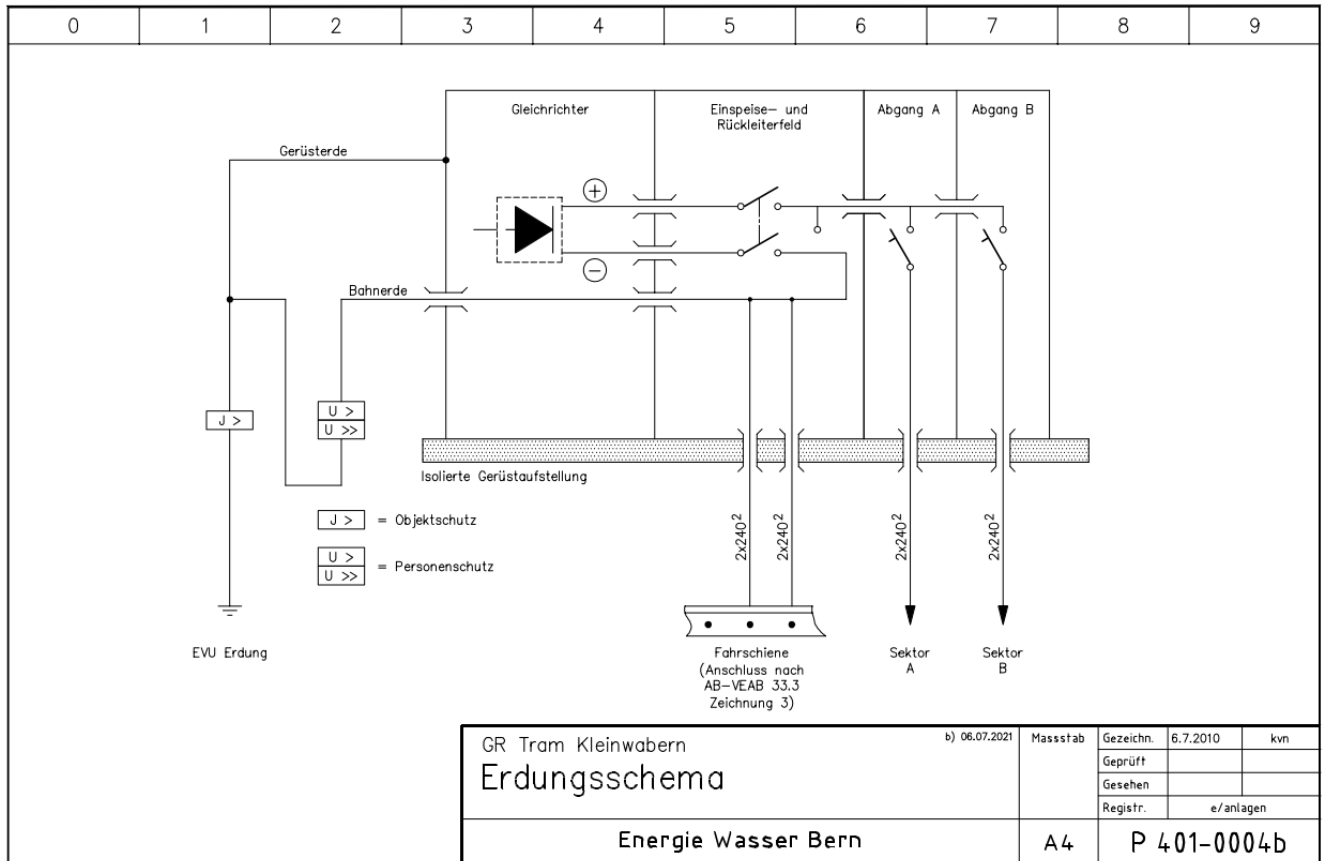 0 1 2 3 4 5 6 7 8 9
Gleichrichter
Einspeise- und
Rückleiterfeld
Abgang A
Abgang B
Gerüsterde
+
-
Bahnerde
J >
U >
U >>
Isolierte Gerüstaufstellung
J > = Objektschutz
U >
U >> = Personenschutz
2x240²
2x240²
2x240²
2x240²
EVU Erdung
Fahrschiene
(Anschluss nach
AB-VEAB 33.3
Zeichnung 3)
Sektor
A
Sektor
B
GR Tram Kleinwabern
b) 06.07.2021
Erdungsschema
Massstab
Gezeichn. 6.7.2010 kvn
Geprüft
Gesehen
Registr. e/anlagen
Energie Wasser Bern
A4
P 401-0004b